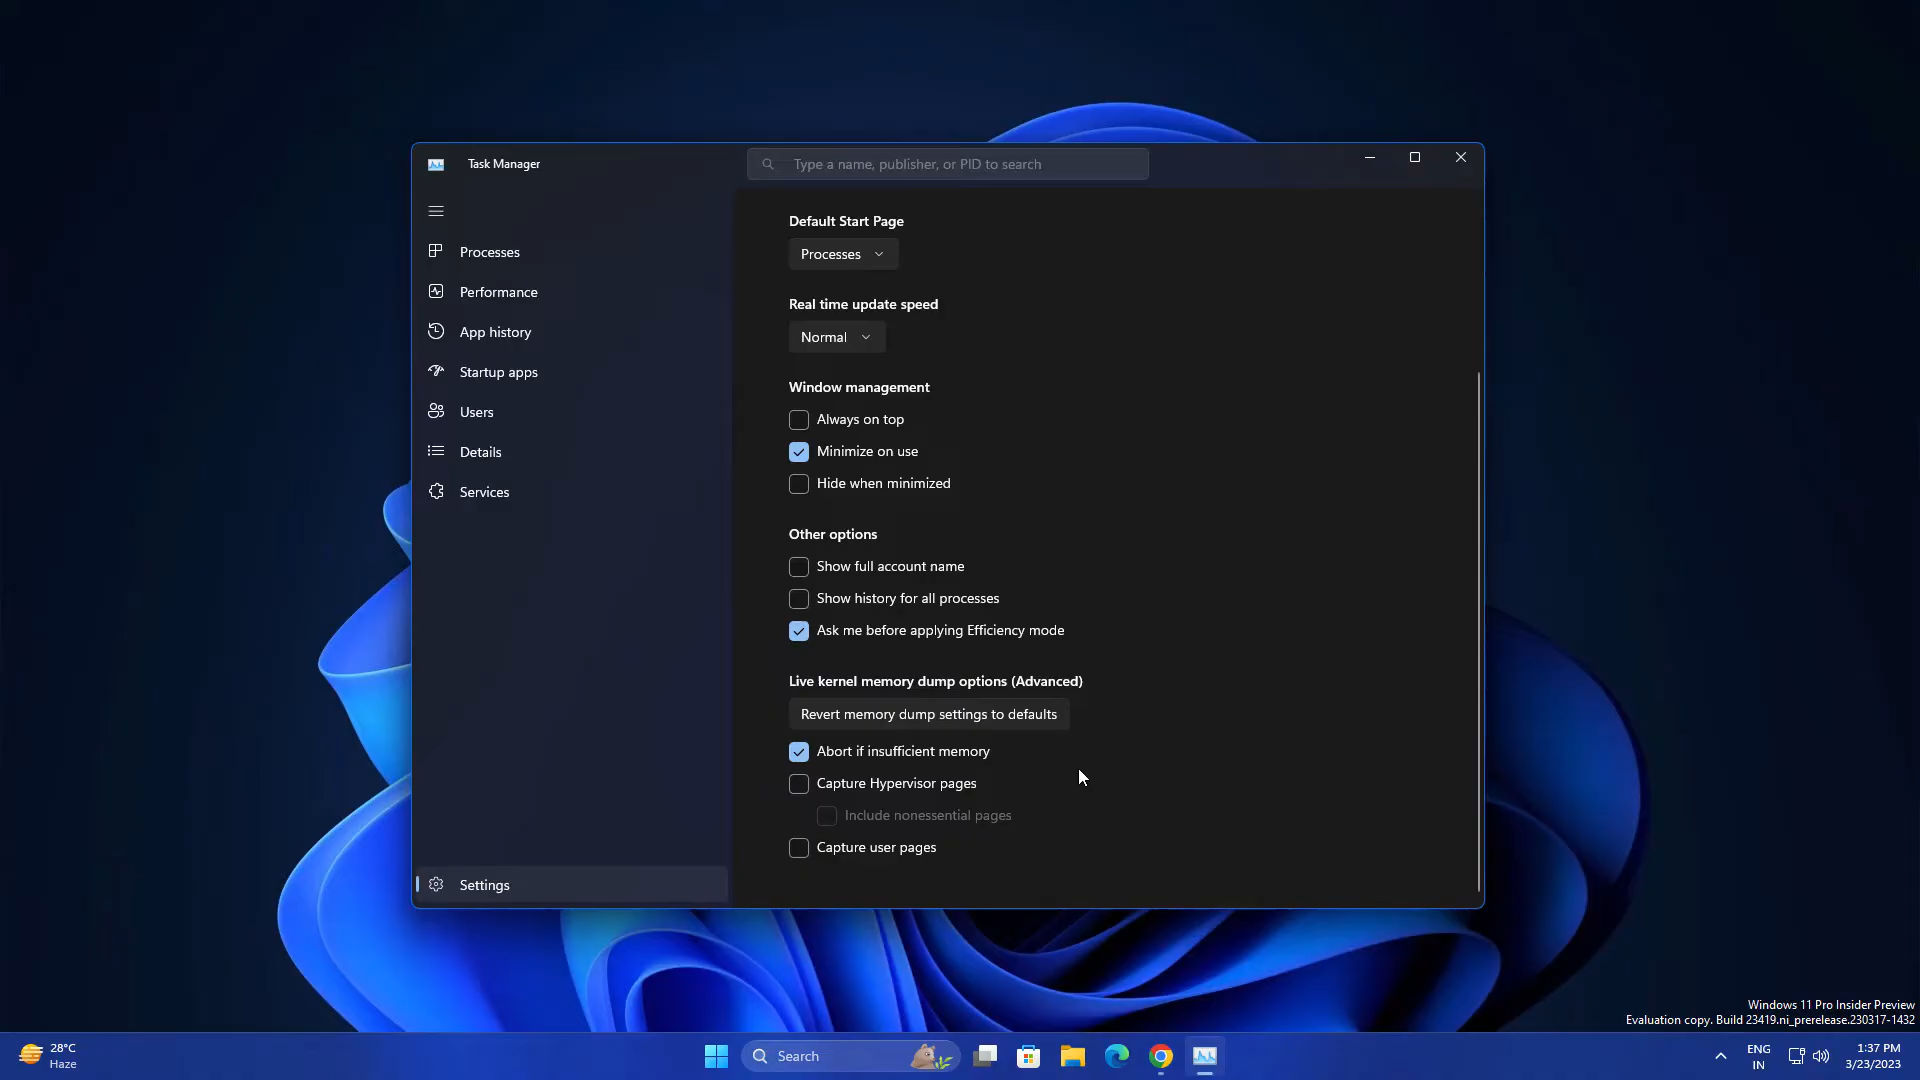 Task Manager
Type a name, publisher, or PID to search
Processes
Performance
App history
Startup apps
Users
Details
Services
Settings
Default Start Page
Processes
Real time update speed
Normal
Window management
Always on top
Minimize on use
Hide when minimized
Other options
Show full account name
Show history for all processes
Ask me before applying Efficiency mode
Live kernel memory dump options (Advanced)
Revert memory dump settings to defaults
Abort if insufficient memory
Capture Hypervisor pages
Include nonessential pages
Capture user pages
Windows 11 Pro Insider Preview
Evaluation copy. Build 23419.ni_prerelease.230317-1432
28°C
Haze
Search
ENG
IN
1:37 PM
3/23/2023